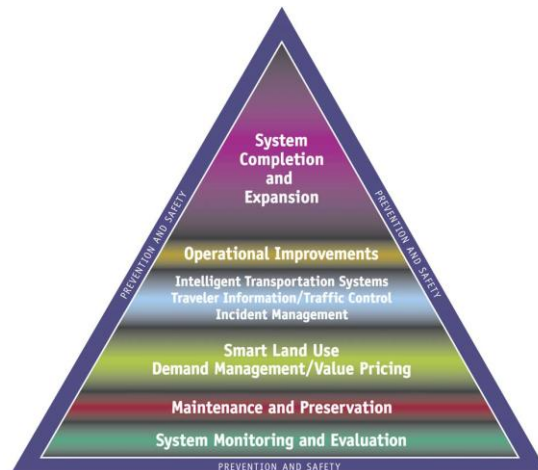 System
Completion
and
Expansion
PREVENTION AND SAFETY
PREVENTION AND SAFETY
Operational Improvements
Intelligent Transportation Systems
Traveler Information/Traffic Control
Incident Management
Smart Land Use
Demand Management/Value Pricing
Maintenance and Preservation
System Monitoring and Evaluation
PREVENTION AND SAFETY